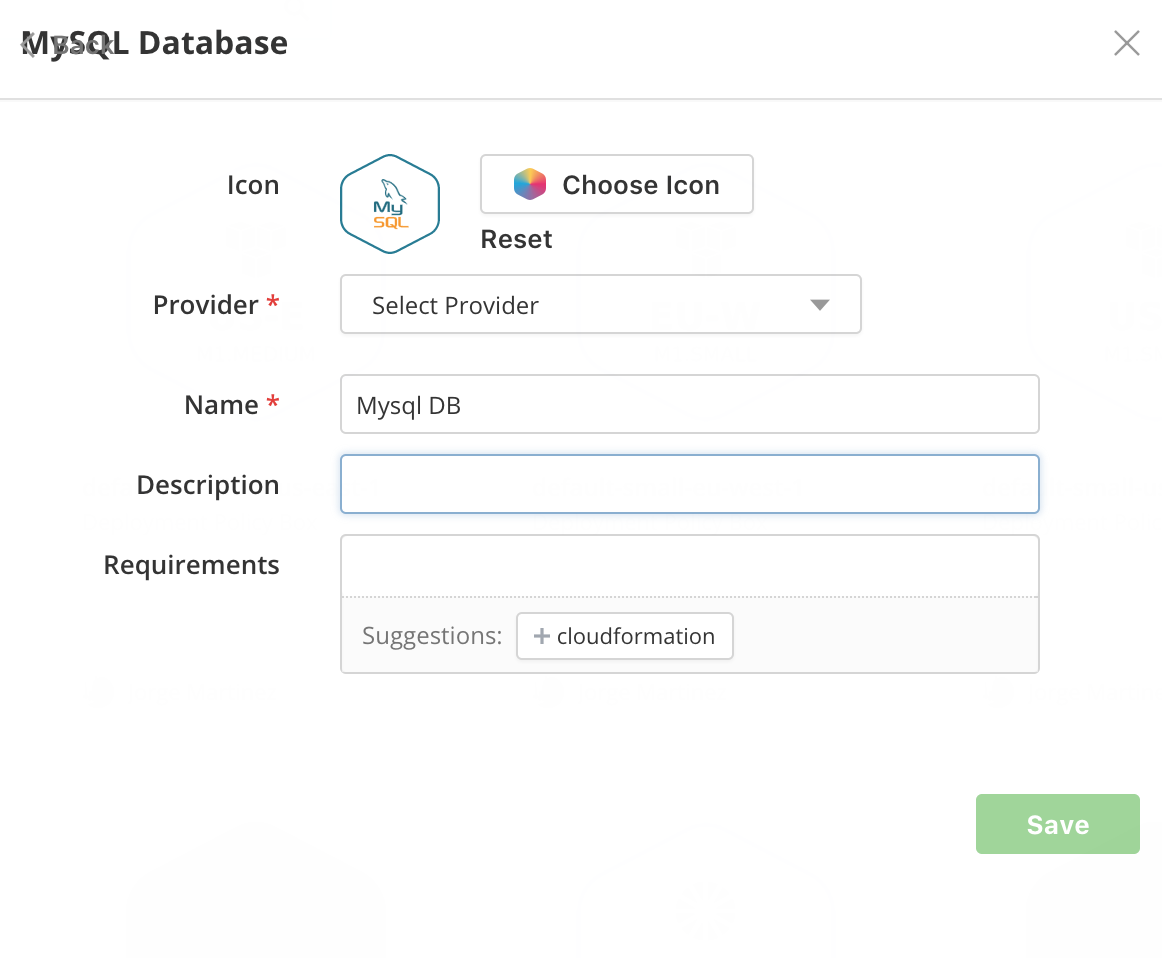 MySQL Database
Back
Icon
My
SQL
Choose Icon
Reset
Provider *
Select Provider
Name *
Mysql DB
Description
Requirements
Suggestions: + cloudformation
Save